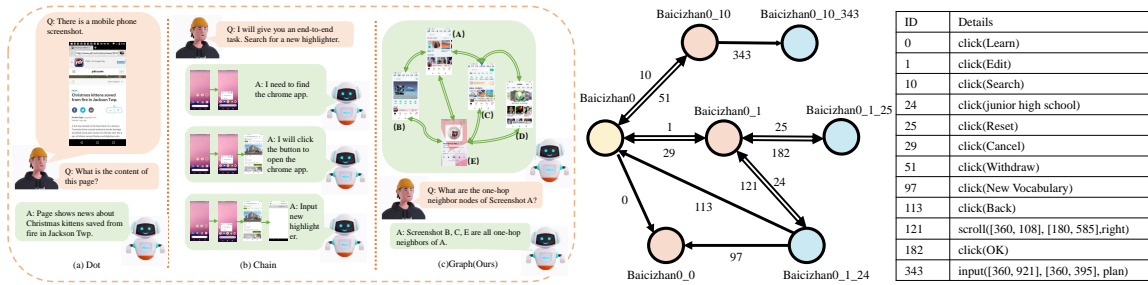 Q: There is a mobile phone
screenshot.
Christmas kittens saved
from fire in Jackson Twp.
Q: What is the content of
this page?
A: Page shows news about
Christmas kittens saved from
fire in Jackson Twp.
(a) Dot
Q: I will give you an end-to-end
task. Search for a new highlighter.
A: I need to find
the chrome app.
A: I will click
the button to
open the
chrome app.
A: Input
new
highlight
er.
(b) Chain
(A)
(B)
(C)
(D)
(E)
Q: What are the one-hop
neighbor nodes of Screenshot A?
A: Screenshot B, C, E are all one-hop
neighbors of A.
(c)Graph(Ours)
Baicizhan0_10
Baicizhan0_10_343
343
10
51
Baicizhan0
Baicizhan0_1
Baicizhan0_1_25
1
29
25
182
121
24
0
113
97
Baicizhan0_0
Baicizhan0_1_24
ID Details
0 click(Learn)
1 click(Edit)
10 click(Search)
24 click(junior high school)
25 click(Reset)
29 click(Cancel)
51 click(Withdraw)
97 click(New Vocabulary)
113 click(Back)
121 scroll([360, 108], [180, 585],right)
182 click(OK)
343 input([360, 921], [360, 395], plan)